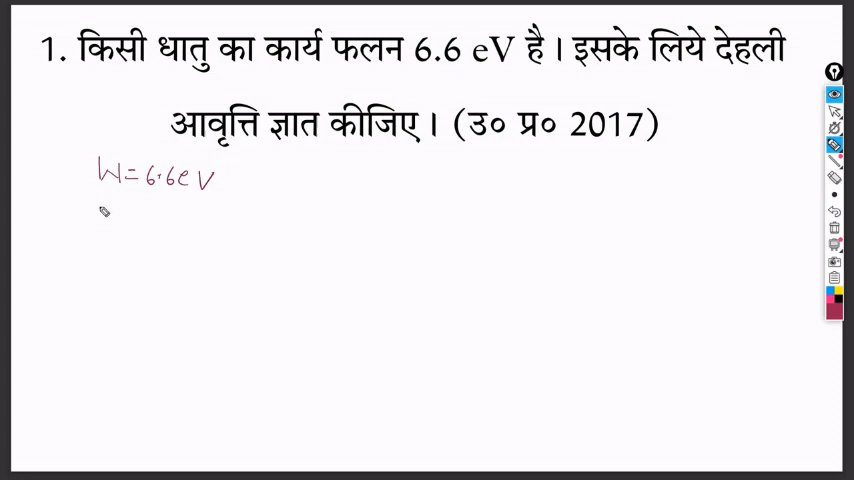 1. किसी धातु का कार्य फलन 6.6 eV है। इसके लिये देहली
आवृत्ति ज्ञात कीजिए। (उ० प्र० 2017)
W=6.6eV